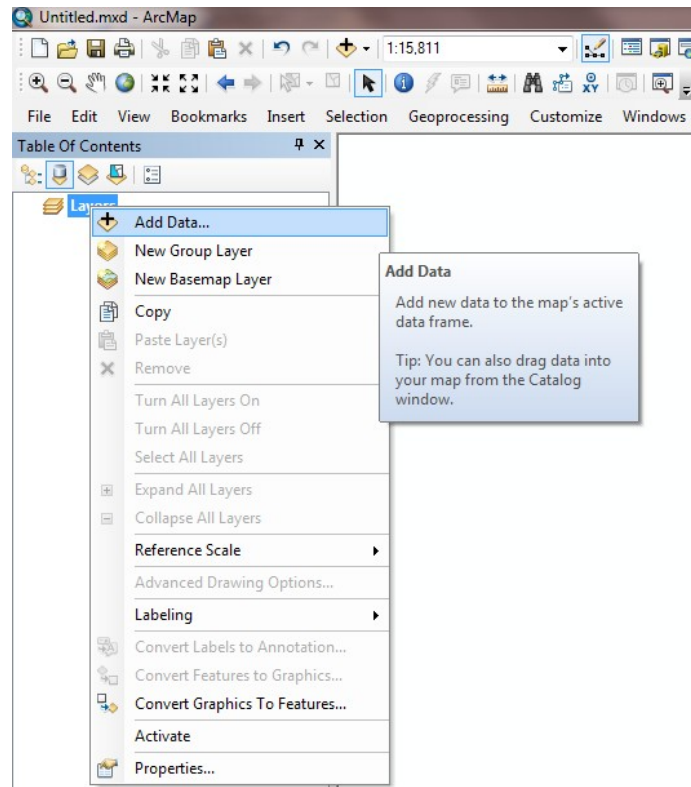 Untitled.mxd - ArcMap
1:15,811
File Edit View Bookmarks Insert Selection Geoprocessing Customize Windows
Table Of Contents
Layers
Add Data...
New Group Layer
New Basemap Layer
Copy
Paste Layer(s)
Remove
Turn All Layers On
Turn All Layers Off
Select All Layers
Expand All Layers
Collapse All Layers
Reference Scale
Advanced Drawing Options...
Labeling
Convert Labels to Annotation...
Convert Features to Graphics...
Convert Graphics To Features...
Activate
Properties...
Add Data
Add new data to the map's active
data frame.
Tip: You can also drag data into
your map from the Catalog
window.